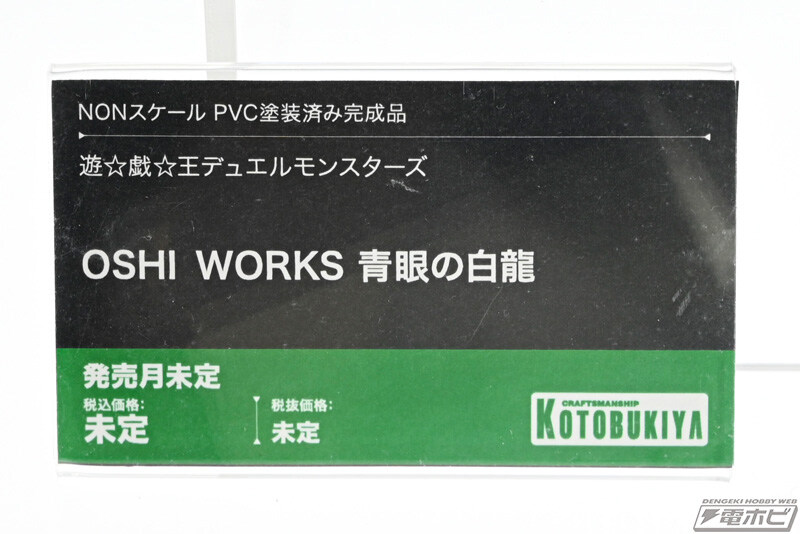 NONスケール PVC塗装済み完成品
遊☆戯☆王デュエルモンスターズ
OSHI WORKS 青眼の白龍
発売月未定
税込価格:
未定
税抜価格:
未定
CRAFTSMANSHIP
KOTOBUKIYA
DENGEKI HOBBY WEB
電ホビ